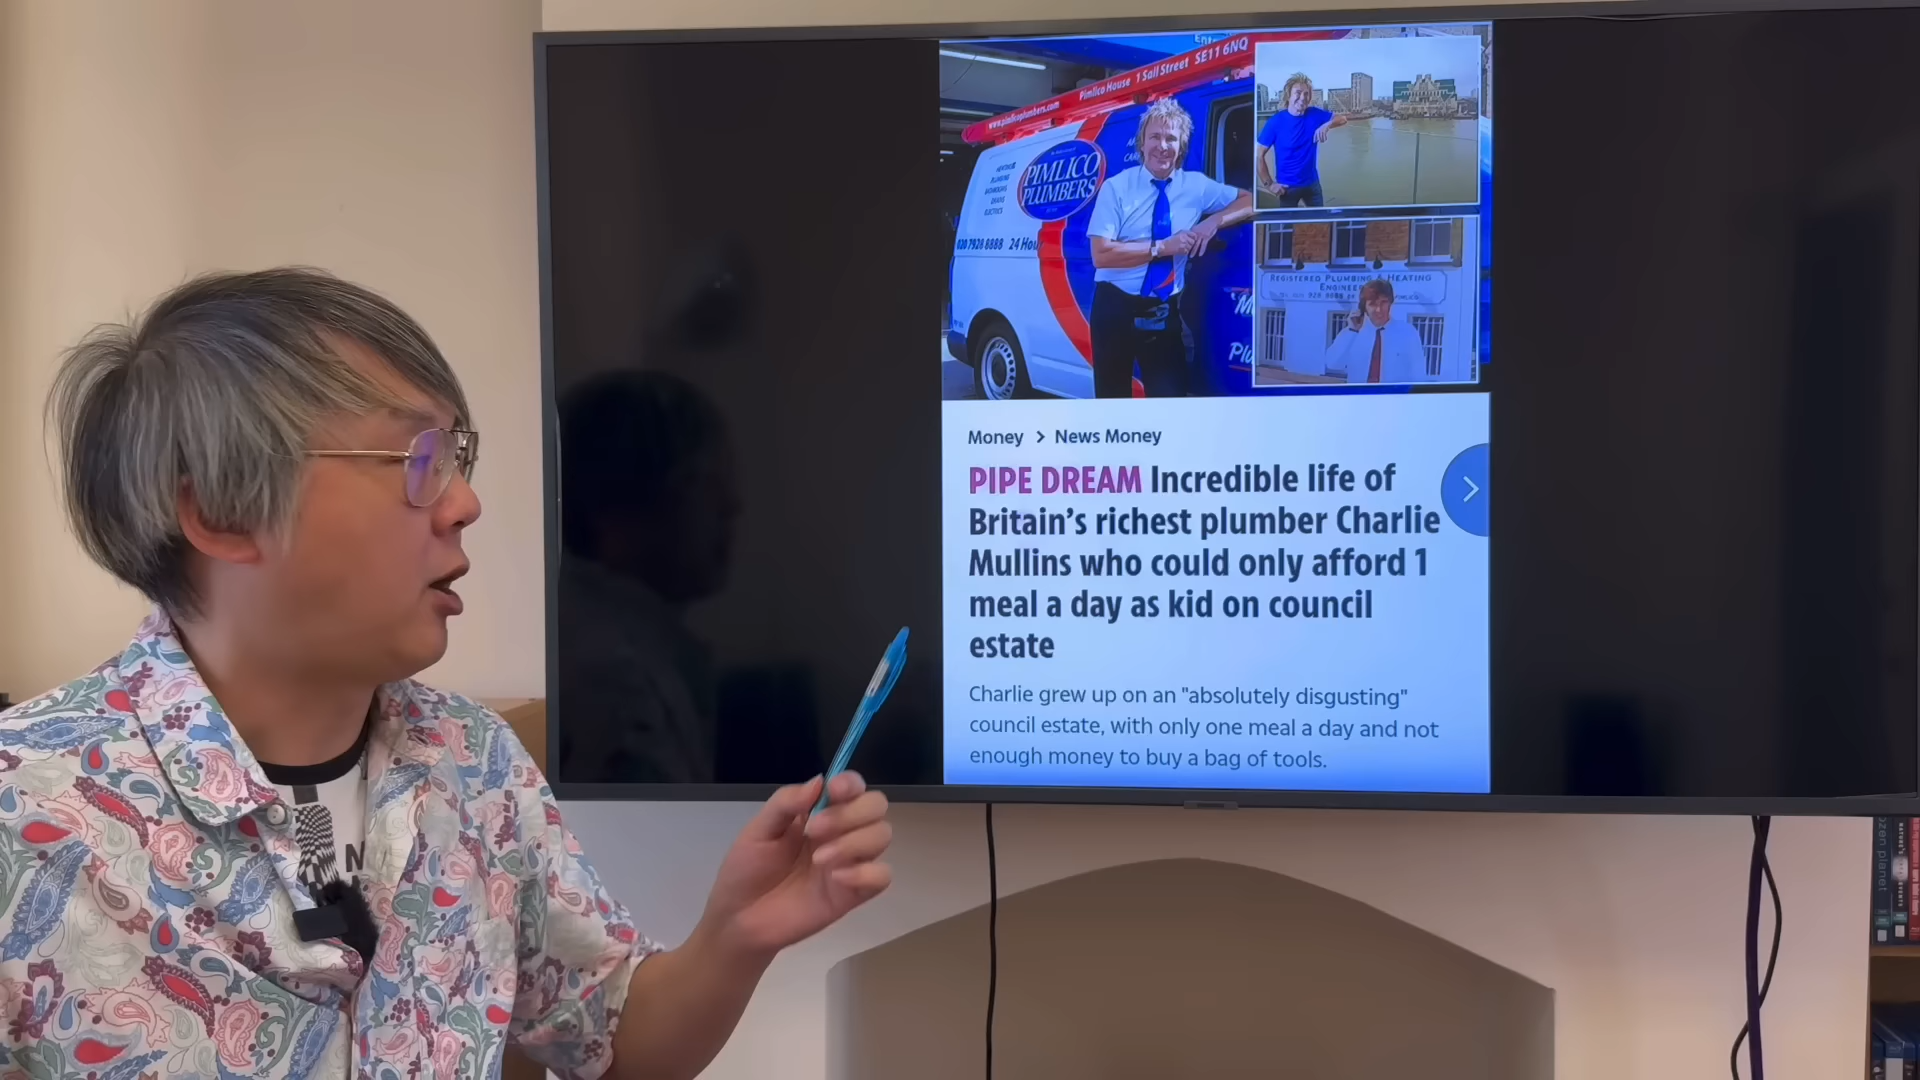 Pimlico House 1 Sail Street SE11 6NQ
www.pimlicoplumbers.com
PIMLICO
PLUMBERS
020 7928 8888 24 Hou
REGISTERED PLUMBING & HEATING
Money > News Money
PIPE DREAM Incredible life of
Britain's richest plumber Charlie
Mullins who could only afford 1
meal a day as kid on council
estate
Charlie grew up on an "absolutely disgusting"
council estate, with only one meal a day and not
enough money to buy a bag of tools.